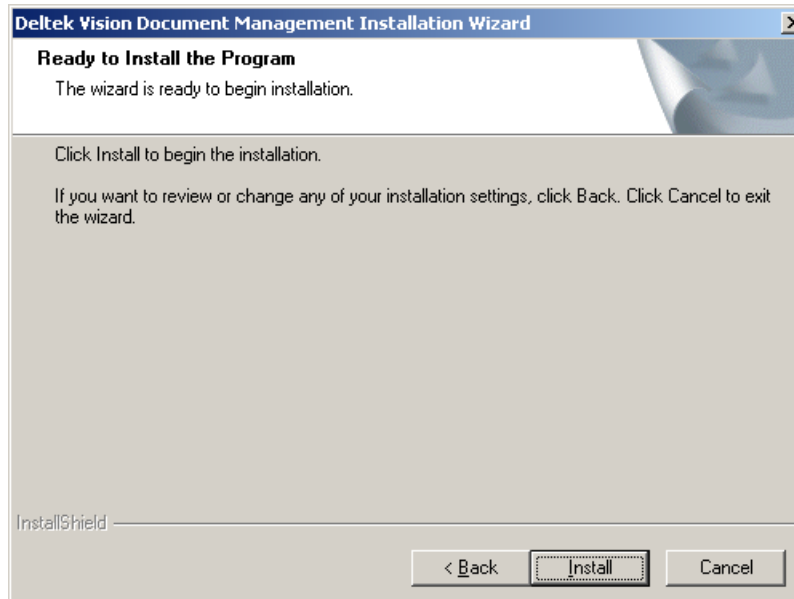 Deltek Vision Document Management Installation Wizard
Ready to Install the Program
The wizard is ready to begin installation.
Click Install to begin the installation.
If you want to review or change any of your installation settings, click Back. Click Cancel to exit
the wizard.
InstallShield
< Back Install Cancel